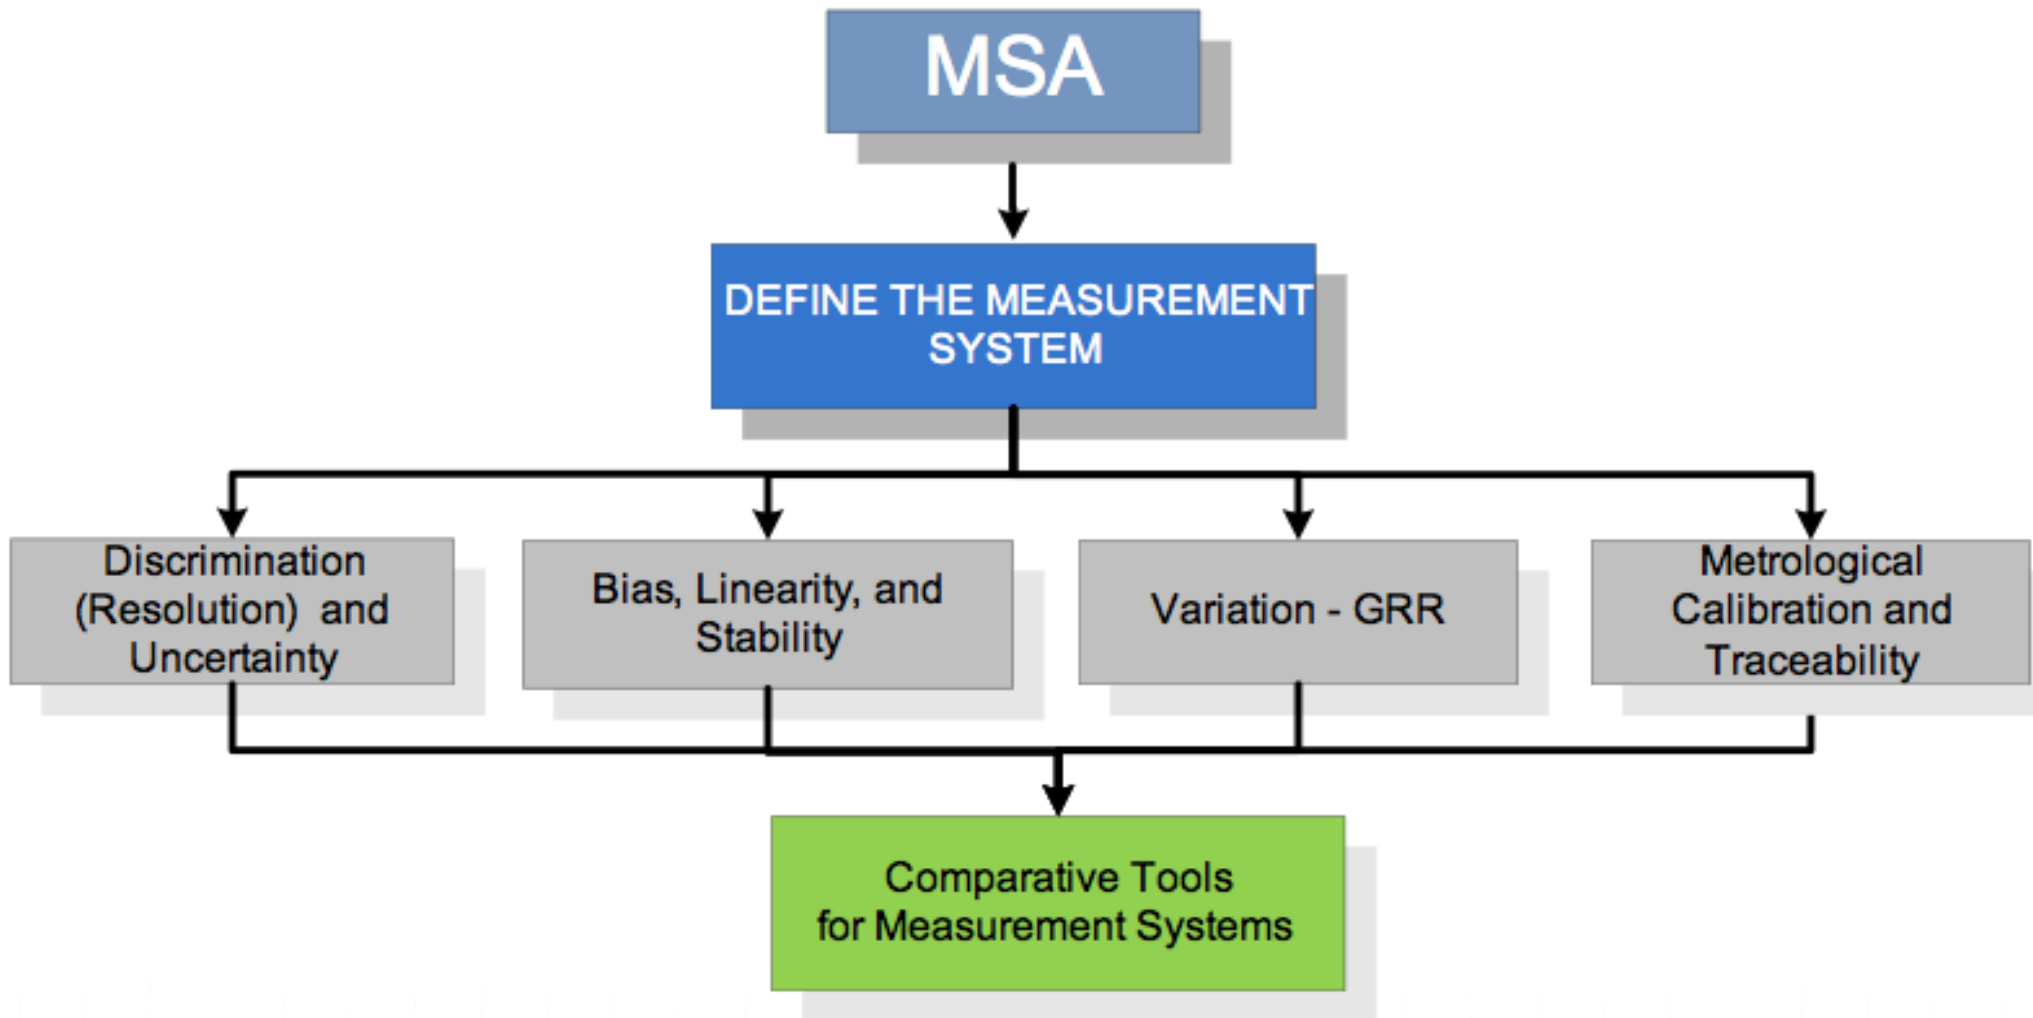 MSA
DEFINE THE MEASUREMENT
SYSTEM
Discrimination
(Resolution) and
Uncertainty
Bias, Linearity, and
Stability
Variation - GRR
Metrological
Calibration and
Traceability
Comparative Tools
for Measurement Systems